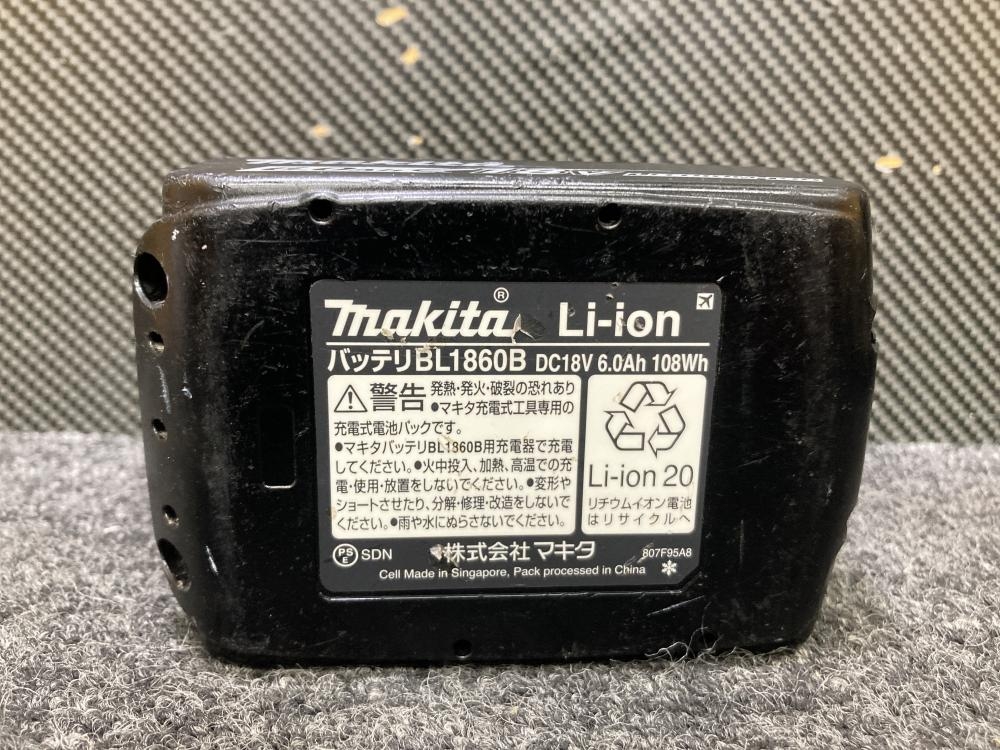 makita
makita® Li-ion
バッテリBL1860B DC18V 6.0Ah 108Wh
警告 発熱・発火・破裂の恐れあり
●マキタ充電式工具専用の
充電式電池パックです。
●マキタバッテリBL1860B用充電器で充電
してください。●火中投入、加熱、高温での充
電・使用・放置をしないでください。●変形や
ショートさせたり、分解・修理・改造をしないで
ください。●雨や水にぬらさないでください。
Li-ion 20
リチウムイオン電池
はリサイクルへ
PS
E SDN 株式会社マキタ 807F95A8
Cell Made in Singapore, Pack processed in China